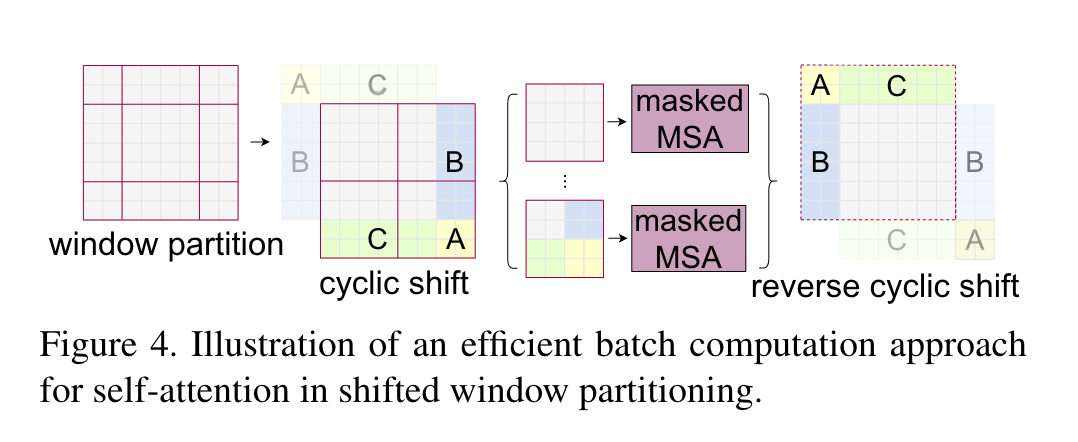 A
C
B
B
C
A
window partition
cyclic shift
masked
MSA
...
masked
MSA
A
C
B
B
C
A
reverse cyclic shift
Figure 4. Illustration of an efficient batch computation approach
for self-attention in shifted window partitioning.